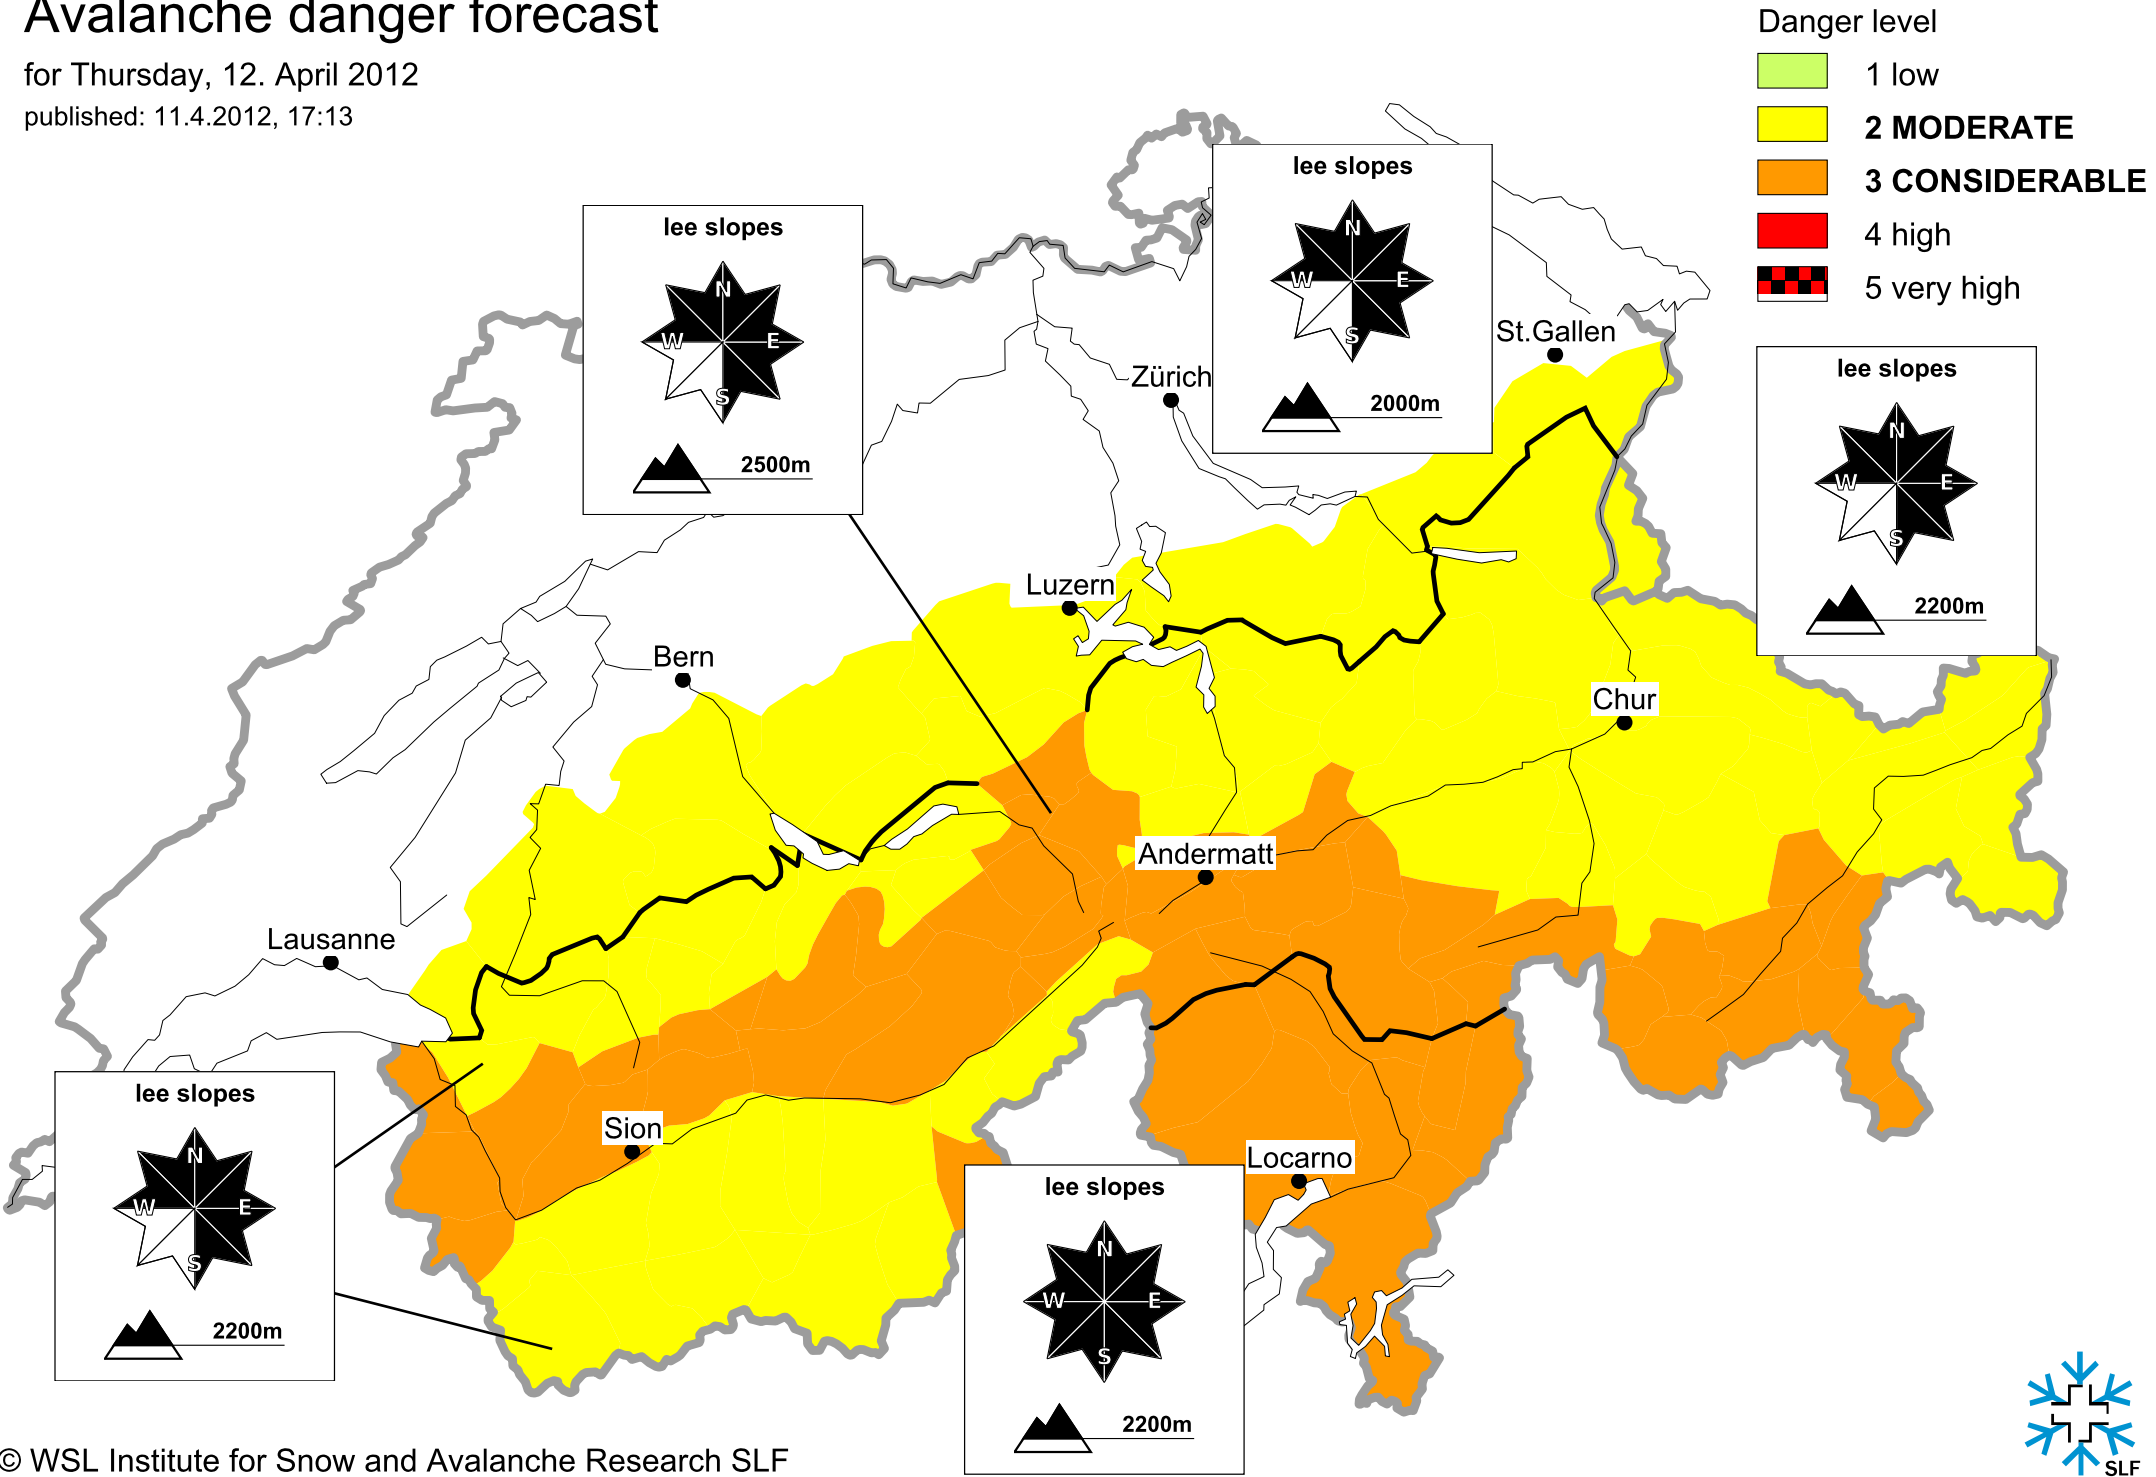 Avalanche danger forecast
for Thursday, 12. April 2012
published: 11.4.2012, 17:13
Danger level
1 low
2 MODERATE
3 CONSIDERABLE
4 high
5 very high
lee slopes
N
W E
S
2000m
lee slopes
N
W E
S
2500m
lee slopes
N
W E
S
2200m
St.Gallen
Zürich
Luzern
Bern
Chur
Andermatt
Lausanne
Sion
Locarno
lee slopes
N
W E
S
2200m
lee slopes
N
W E
S
2200m
© WSL Institute for Snow and Avalanche Research SLF
SLF